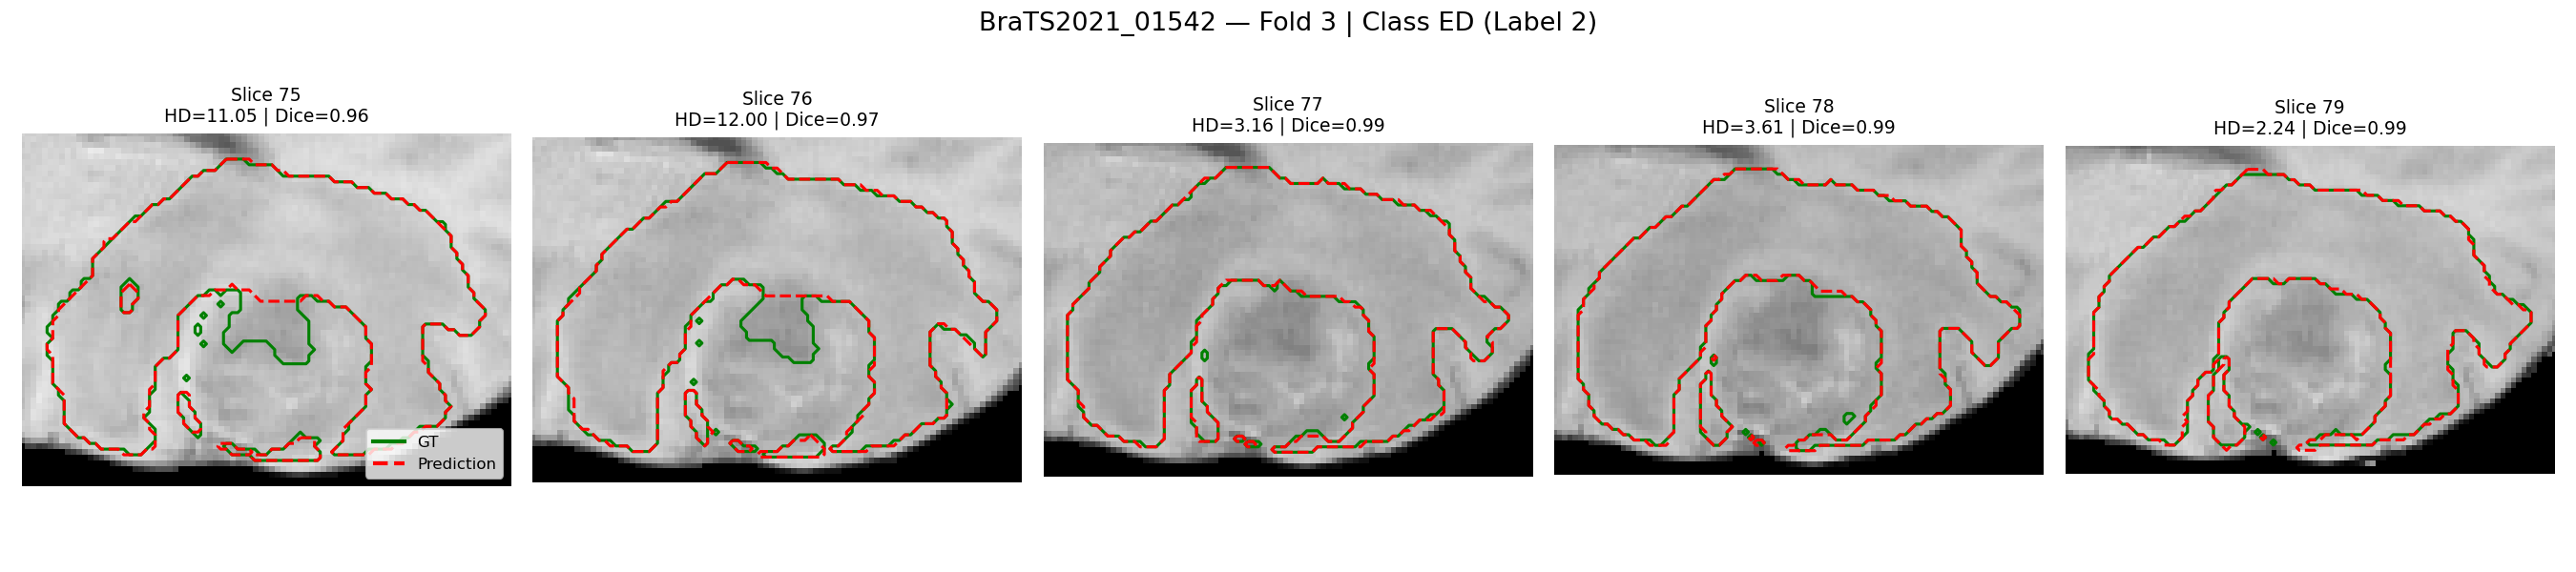 BraTS2021_01542 — Fold 3 | Class ED (Label 2)
Slice 75
HD=11.05 | Dice=0.96
Slice 76
HD=12.00 | Dice=0.97
Slice 77
HD=3.16 | Dice=0.99
Slice 78
HD=3.61 | Dice=0.99
Slice 79
HD=2.24 | Dice=0.99
GT
Prediction